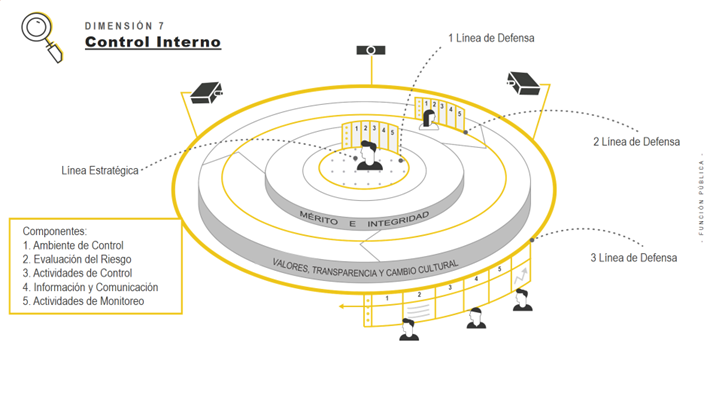 DIMENSIÓN 7
Control Interno
1 Línea de Defensa
1 2 3 4 5
1 2 3 4 5
2 Línea de Defensa
Línea Estratégica
- FUNCIÓN PÚBLICA -
MÉRITO E INTEGRIDAD
Componentes:
1. Ambiente de Control
2. Evaluación del Riesgo
3. Actividades de Control
4. Información y Comunicación
5. Actividades de Monitoreo
VALORES, TRANSPARENCIA Y CAMBIO CULTURAL
3 Línea de Defensa
1 2 3 4 5